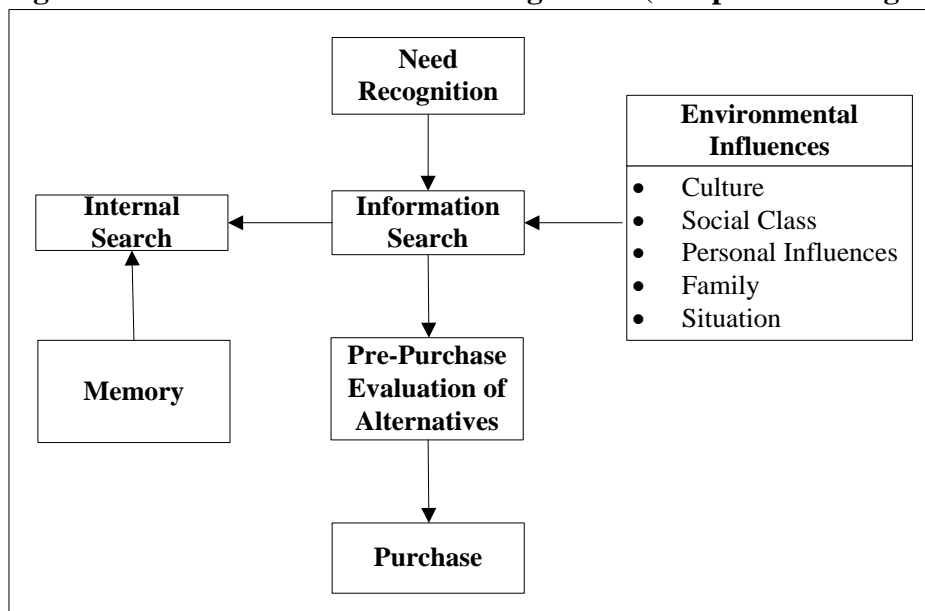 Need
Recognition
Environmental
Influences
• Culture
• Social Class
• Personal Influences
• Family
• Situation
Internal
Search
Information
Search
Memory
Pre-Purchase
Evaluation of
Alternatives
Purchase